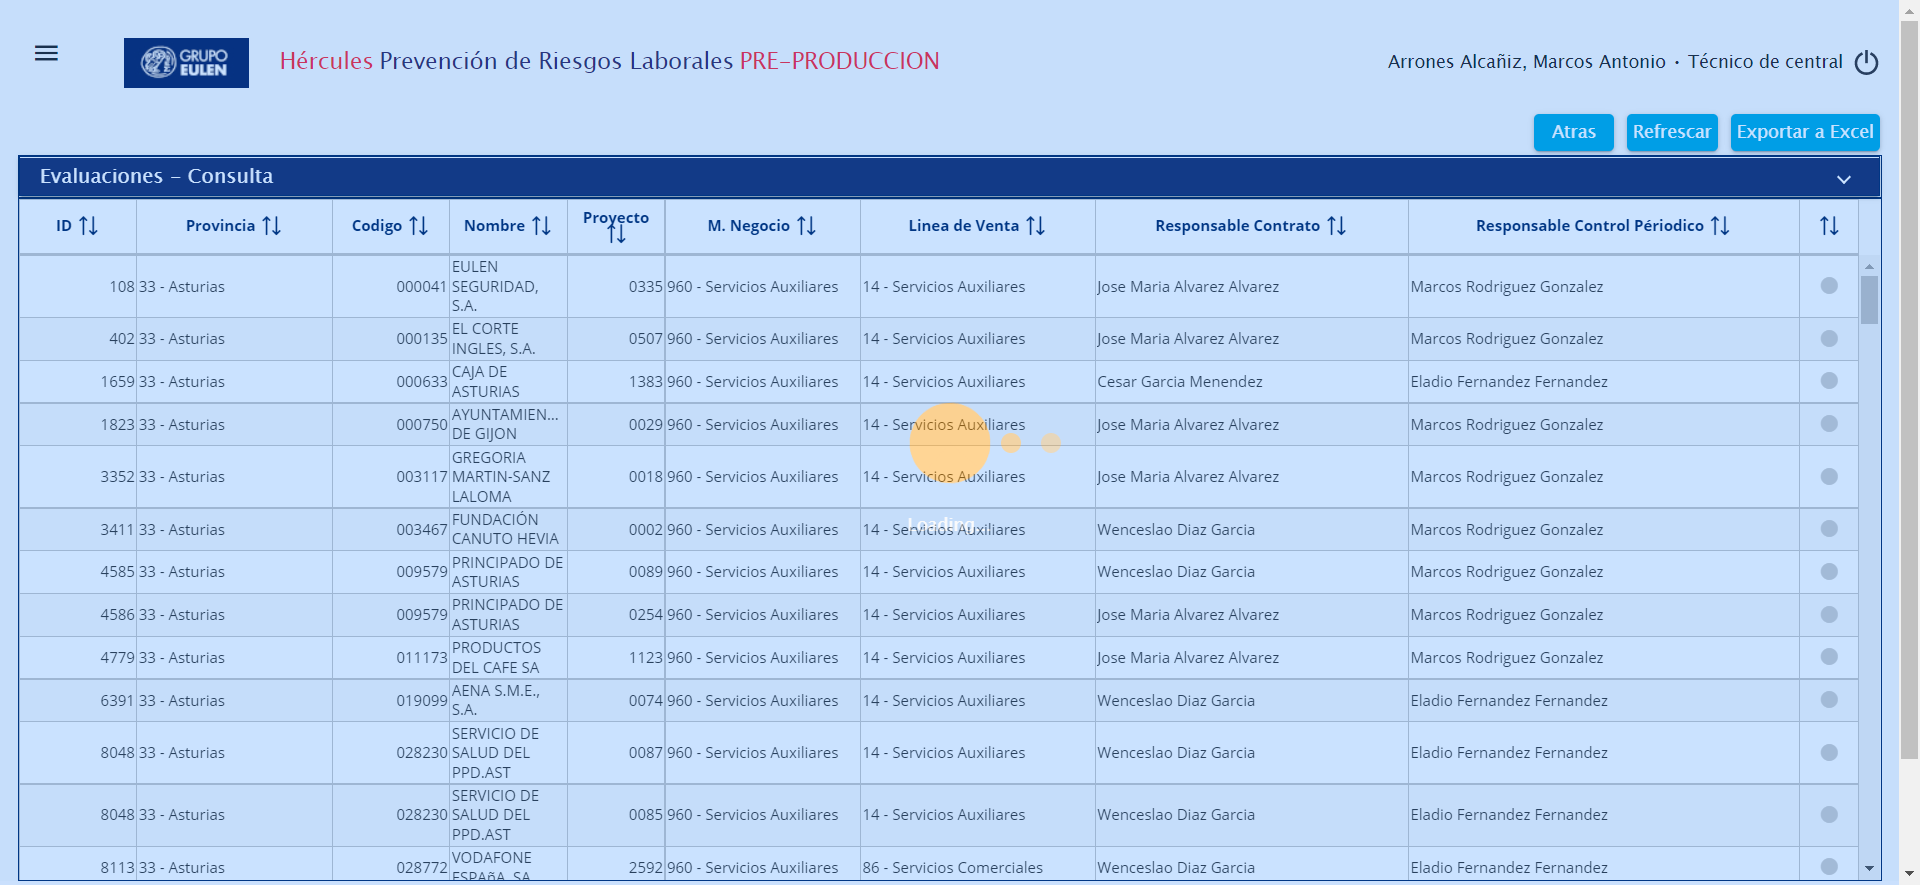 GRUPO
EULEN
Hércules Prevención de Riesgos Laborales PRE-PRODUCCION
Arrones Alcañiz, Marcos Antonio · Técnico de central
Atras Refrescar Exportar a Excel
Evaluaciones - Consulta
ID Provincia Codigo Nombre Proyecto M. Negocio Linea de Venta Responsable Contrato Responsable Control Périodico
108 33 - Asturias 000041 EULEN SEGURIDAD, S.A. 0335 960 - Servicios Auxiliares 14 - Servicios Auxiliares Jose Maria Alvarez Alvarez Marcos Rodriguez Gonzalez
402 33 - Asturias 000135 EL CORTE INGLES, S.A. 0507 960 - Servicios Auxiliares 14 - Servicios Auxiliares Jose Maria Alvarez Alvarez Marcos Rodriguez Gonzalez
1659 33 - Asturias 000633 CAJA DE ASTURIAS 1383 960 - Servicios Auxiliares 14 - Servicios Auxiliares Cesar Garcia Menendez Eladio Fernandez Fernandez
1823 33 - Asturias 000750 AYUNTAMIEN... DE GIJON 0029 960 - Servicios Auxiliares 14 - Servicios Auxiliares Jose Maria Alvarez Alvarez Marcos Rodriguez Gonzalez
3352 33 - Asturias 003117 GREGORIA MARTIN-SANZ LALOMA 0018 960 - Servicios Auxiliares 14 - Servicios Auxiliares Jose Maria Alvarez Alvarez Marcos Rodriguez Gonzalez
Loading...
3411 33 - Asturias 003467 FUNDACIÓN CANUTO HEVIA 0002 960 - Servicios Auxiliares 14 - Servicios Auxiliares Wenceslao Diaz Garcia Marcos Rodriguez Gonzalez
4585 33 - Asturias 009579 PRINCIPADO DE ASTURIAS 0089 960 - Servicios Auxiliares 14 - Servicios Auxiliares Wenceslao Diaz Garcia Marcos Rodriguez Gonzalez
4586 33 - Asturias 009579 PRINCIPADO DE ASTURIAS 0254 960 - Servicios Auxiliares 14 - Servicios Auxiliares Jose Maria Alvarez Alvarez Marcos Rodriguez Gonzalez
4779 33 - Asturias 011173 PRODUCTOS DEL CAFE SA 1123 960 - Servicios Auxiliares 14 - Servicios Auxiliares Jose Maria Alvarez Alvarez Marcos Rodriguez Gonzalez
6391 33 - Asturias 019099 AENA S.M.E., S.A. 0074 960 - Servicios Auxiliares 14 - Servicios Auxiliares Wenceslao Diaz Garcia Eladio Fernandez Fernandez
8048 33 - Asturias 028230 SERVICIO DE SALUD DEL PPD.AST 0087 960 - Servicios Auxiliares 14 - Servicios Auxiliares Wenceslao Diaz Garcia Eladio Fernandez Fernandez
8048 33 - Asturias 028230 SERVICIO DE SALUD DEL PPD.AST 0085 960 - Servicios Auxiliares 14 - Servicios Auxiliares Wenceslao Diaz Garcia Eladio Fernandez Fernandez
8113 33 - Asturias 028772 VODAFONE ESPAñA, SA 2592 960 - Servicios Auxiliares 86 - Servicios Comerciales Wenceslao Diaz Garcia Eladio Fernandez Fernandez